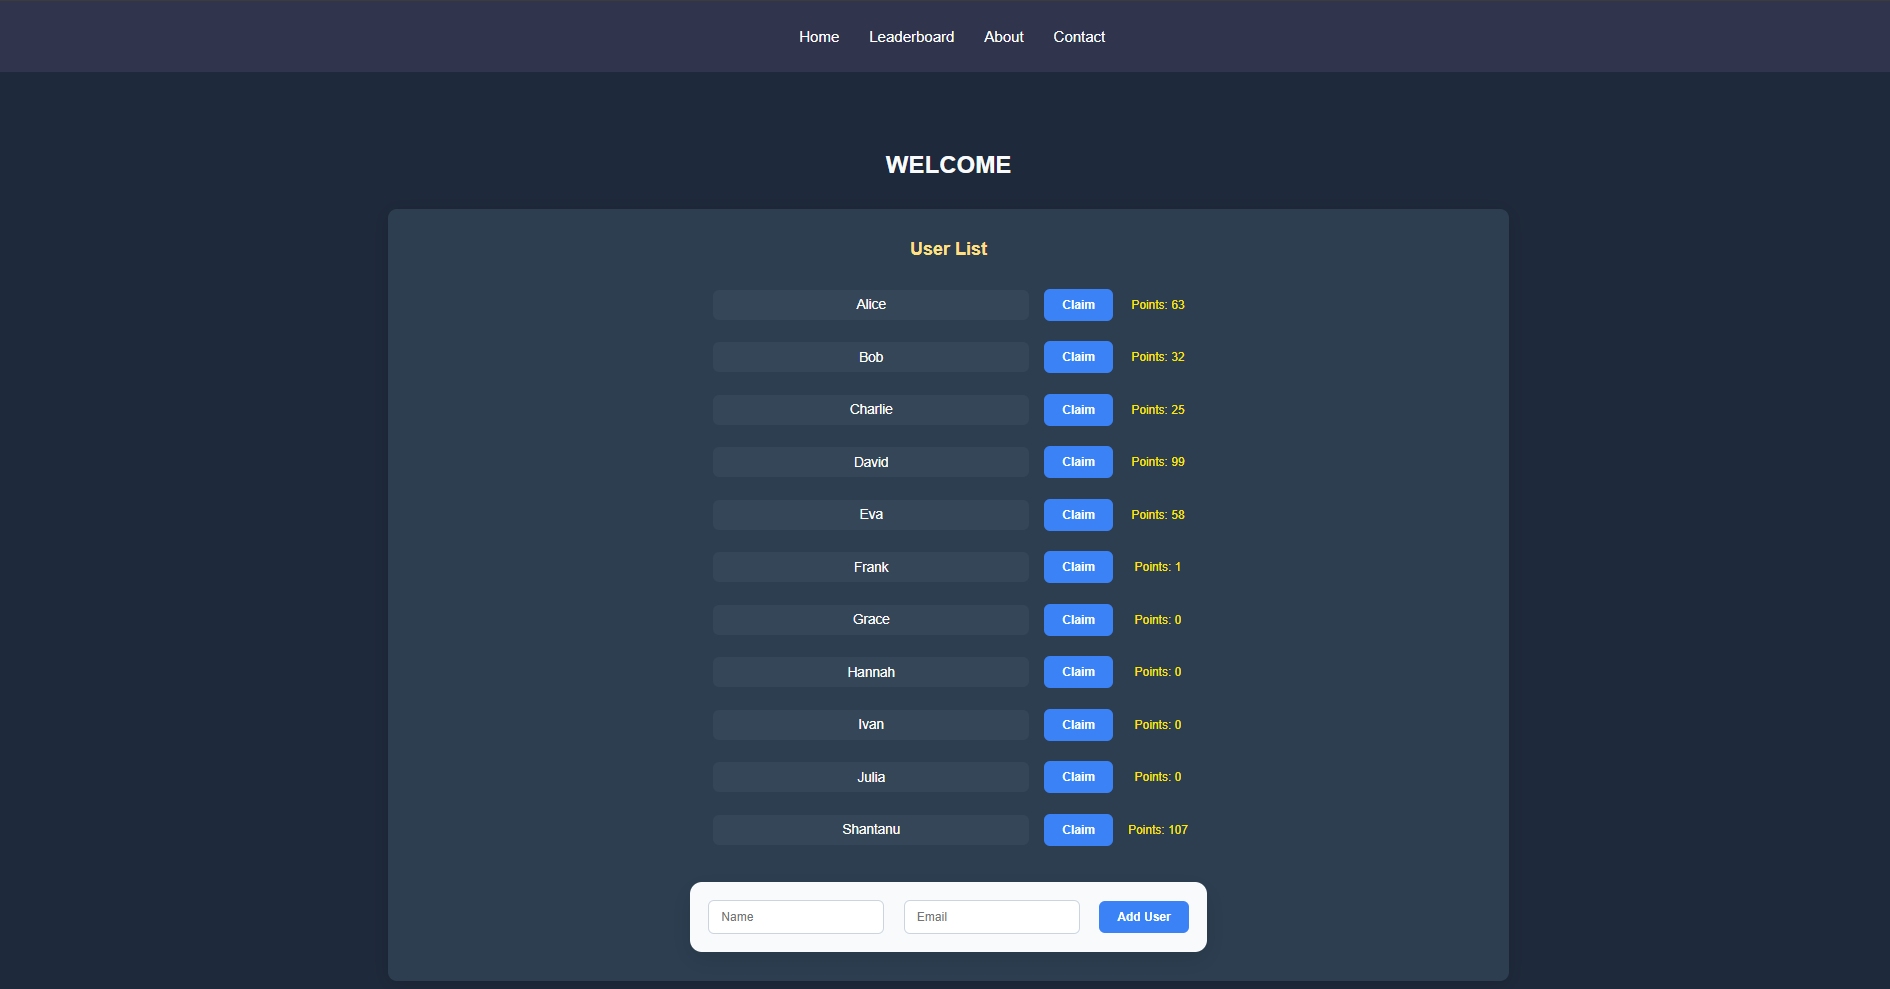 Home Leaderboard About Contact
WELCOME
User List
Alice Claim Points: 63
Bob Claim Points: 32
Charlie Claim Points: 25
David Claim Points: 99
Eva Claim Points: 58
Frank Claim Points: 1
Grace Claim Points: 0
Hannah Claim Points: 0
Ivan Claim Points: 0
Julia Claim Points: 0
Shantanu Claim Points: 107
Name Email Add User